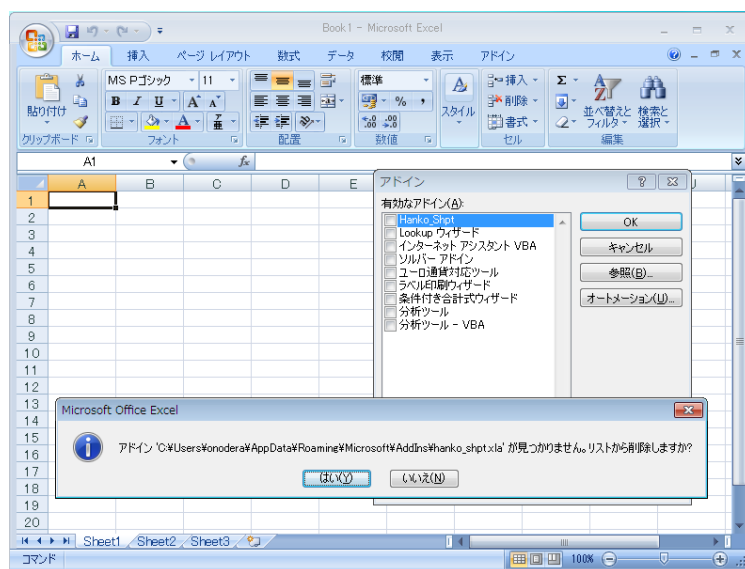 Book1 - Microsoft Excel
ホーム 挿入 ページ レイアウト 数式 データ 校閲 表示 アドイン
貼り付け
クリップボード
MS Pゴシック 11
B I U A A
A 亜
フォント
配置
標準
% ,
.0 .00 .00 .0
数値
A
スタイル
挿入
削除
書式
セル
Σ
並べ替えと フィルタ
検索と 選択
編集
A1 fx
A B C D E J
1
2
3
4
5
6
7
8
9
10
11
12
13
14
15
16
17
18
19
20
アドイン
有効なアドイン(A):
Hanko_Shpt
Lookup ウィザード
インターネット アシスタント VBA
ソルバー アドイン
ユーロ通貨対応ツール
ラベル印刷ウィザード
条件付き合計式ウィザード
分析ツール
分析ツール - VBA
OK
キャンセル
参照(B)...
オートメーション(U)...
Microsoft Office Excel
アドイン 'C:¥Users¥onodera¥AppData¥Roaming¥Microsoft¥AddIns¥hanko_shpt.xla' が見つかりません。リストから削除しますか?
はい(Y) いいえ(N)
Sheet1 Sheet2 Sheet3
コマンド 100%